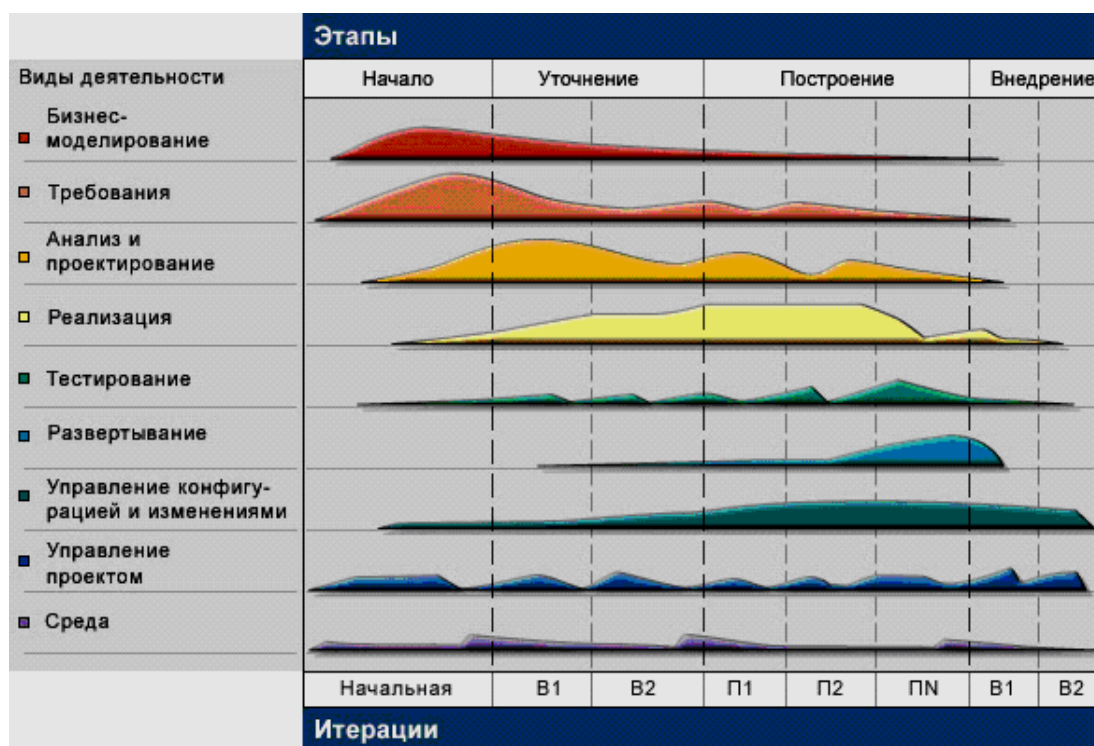 Этапы
Виды деятельности
Начало
Уточнение
Построение
Внедрение
Бизнес-
моделирование
Требования
Анализ и
проектирование
Реализация
Тестирование
Развертывание
Управление конфигу-
рацией и изменениями
Управление
проектом
Среда
Начальная
В1
В2
П1
П2
ПN
В1
В2
Итерации